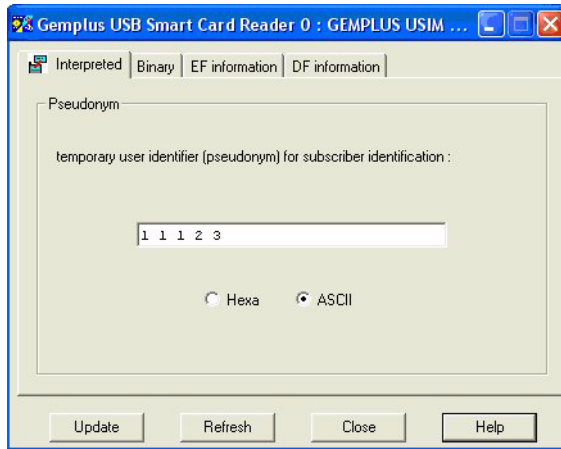 Gemplus USB Smart Card Reader 0 : GEMPLUS USIM ...
Interpreted Binary EF information DF information
Pseudonym
temporary user identifier (pseudonym) for subscriber identification :
1 1 1 2 3
Hexa ASCII
Update Refresh Close Help